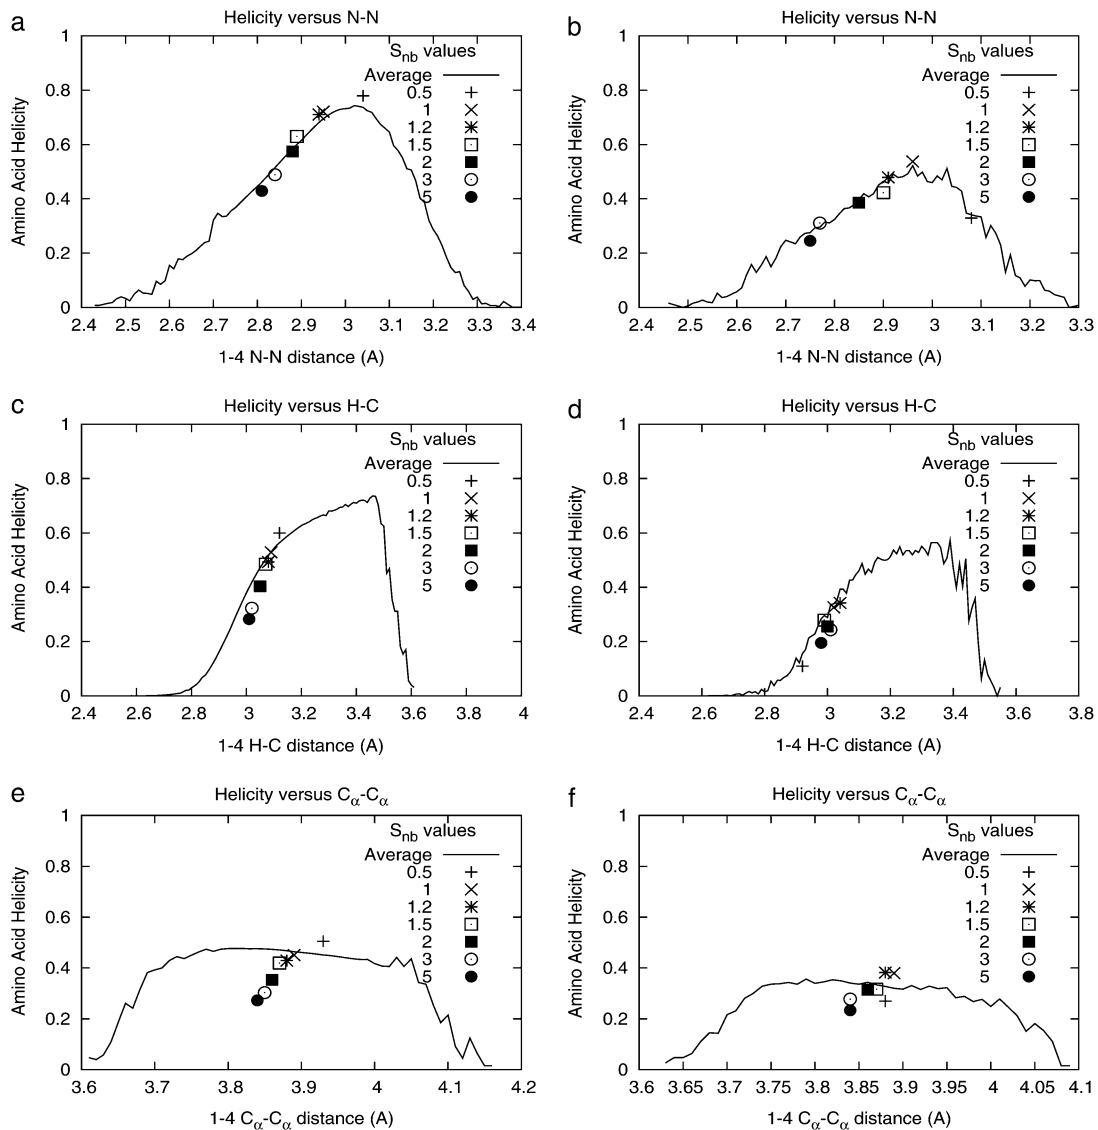 a
Helicity versus N-N
Amino Acid Helicity
1
0.8
0.6
0.4
0.2
0
S_nb values
Average
0.5
1
1.2
1.5
2
3
5
2.4 2.5 2.6 2.7 2.8 2.9 3 3.1 3.2 3.3 3.4
1-4 N-N distance (A)
b
Helicity versus N-N
Amino Acid Helicity
1
0.8
0.6
0.4
0.2
0
S_nb values
Average
0.5
1
1.2
1.5
2
3
5
2.4 2.5 2.6 2.7 2.8 2.9 3 3.1 3.2 3.3
1-4 N-N distance (A)
c
Helicity versus H-C
Amino Acid Helicity
1
0.8
0.6
0.4
0.2
0
S_nb values
Average
0.5
1
1.2
1.5
2
3
5
2.4 2.6 2.8 3 3.2 3.4 3.6 3.8 4
1-4 H-C distance (A)
d
Helicity versus H-C
Amino Acid Helicity
1
0.8
0.6
0.4
0.2
0
S_nb values
Average
0.5
1
1.2
1.5
2
3
5
2.4 2.6 2.8 3 3.2 3.4 3.6 3.8
1-4 H-C distance (A)
e
Helicity versus C_α-C_α
Amino Acid Helicity
1
0.8
0.6
0.4
0.2
0
S_nb values
Average
0.5
1
1.2
1.5
2
3
5
3.6 3.7 3.8 3.9 4 4.1 4.2
1-4 C_α-C_α distance (A)
f
Helicity versus C_α-C_α
Amino Acid Helicity
1
0.8
0.6
0.4
0.2
0
S_nb values
Average
0.5
1
1.2
1.5
2
3
5
3.6 3.65 3.7 3.75 3.8 3.85 3.9 3.95 4 4.05 4.1
1-4 C_α-C_α distance (A)